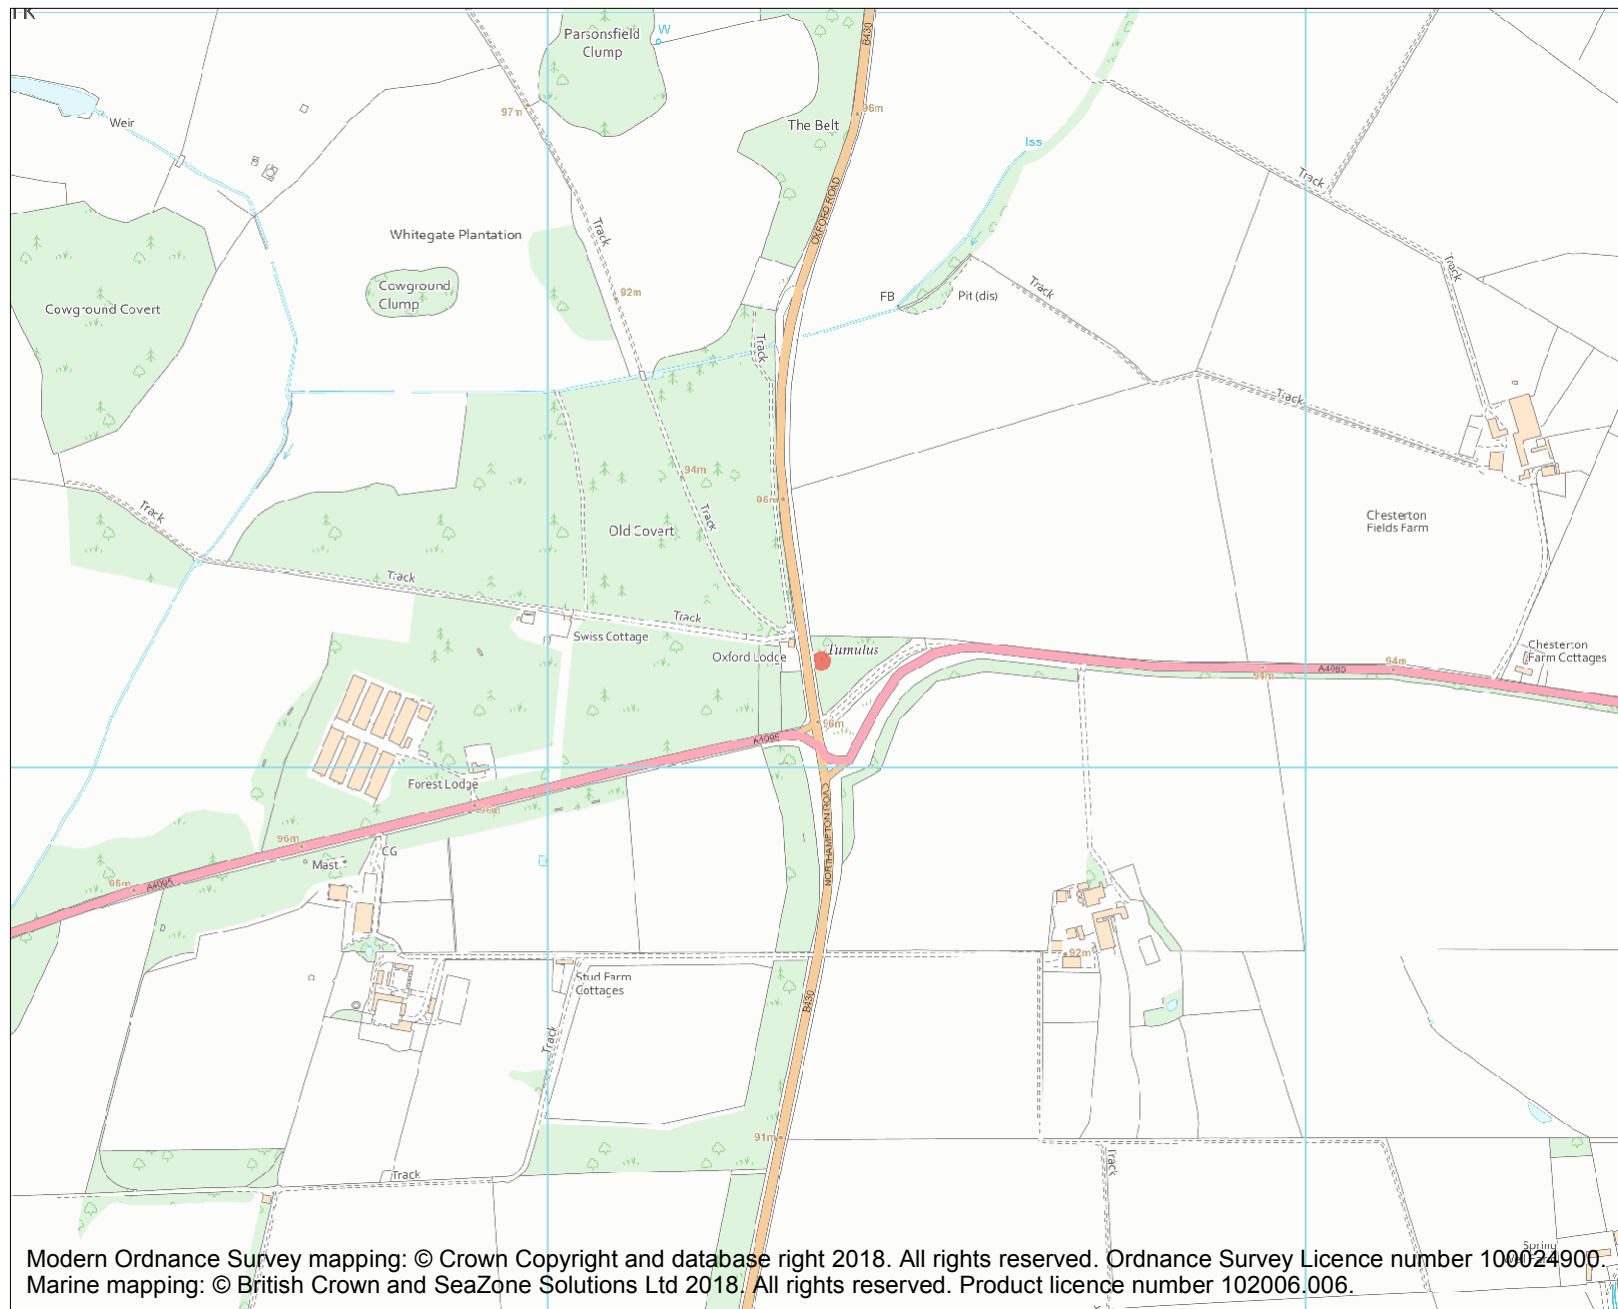 TK
Parsonsfield
Clump
W
B430
97m
96m
Weir
The Belt
Iss
Track
OXFORD ROAD
Track
Whitegate Plantation
Track
Cowground
Clump
92m
FB
Pit (dis)
Track
Cowground Covert
Track
Track
94m
95m
Track
Track
Old Covert
Chesterton
Fields Farm
Track
Track
Swiss Cottage
Oxford Lodge
Tumulus
Chesterton
Farm Cottages
94m
A4095
94m
96m
A4095
Forest Lodge
96m
NORTHAMPTON ROAD
96m
CG
Mast
95m
A4095
92m
Stud Farm
Cottages
B430
Track
91m
Track
Track
Spring
Modern Ordnance Survey mapping: © Crown Copyright and database right 2018. All rights reserved. Ordnance Survey Licence number 100024900.
Marine mapping: © British Crown and SeaZone Solutions Ltd 2018. All rights reserved. Product licence number 102006.006.